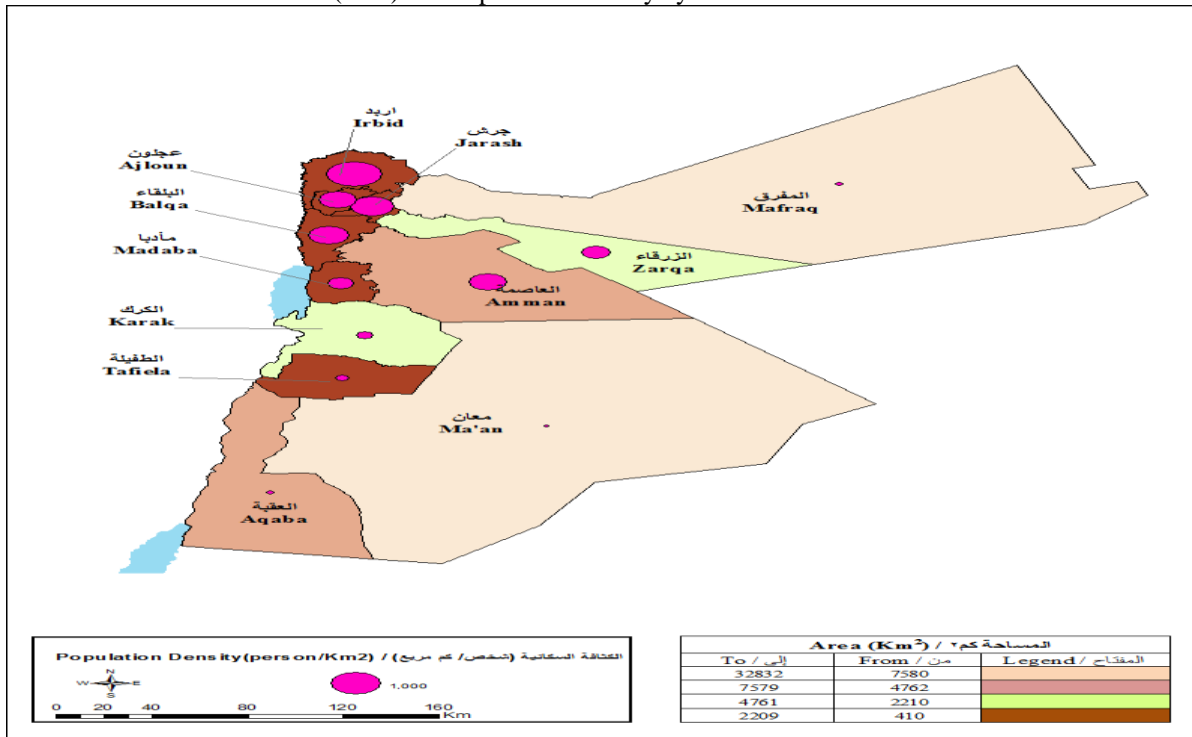 اربد
Irbid
جرش
Jarash
عجلون
Ajloun
البلقاء
Balqa
مأدبا
Madaba
المفرق
Mafraq
الزرقاء
Zarqa
العاصمة
Amman
الكرك
Karak
الطفيلة
Tafiela
معان
Ma'an
العقبة
Aqaba
Population Density(person/Km2) / الكثافة السكانية (شخص/ كم مربع)
N
W E
S
1,000
0 20 40 80 120 160
Km
Area (Km²) / المساحة كم٢
To / إلى From / من Legend / المفتاح
32832 7580
7579 4762
4761 2210
2209 410